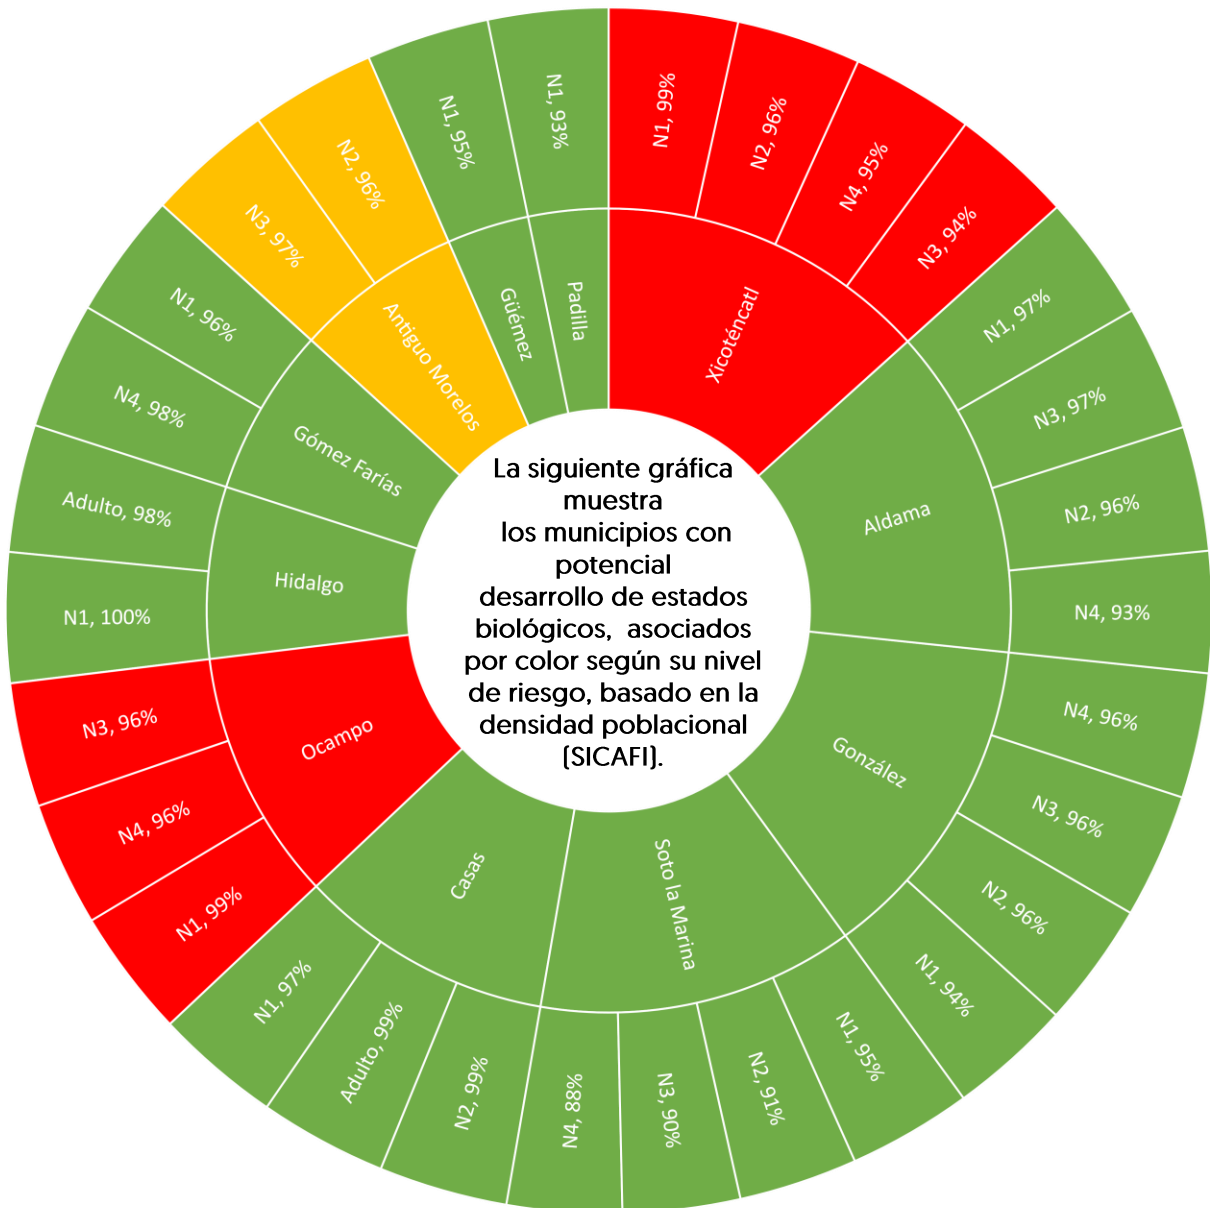 La siguiente gráfica
muestra
los municipios con
potencial
desarrollo de estados
biológicos, asociados
por color según su nivel
de riesgo, basado en la
densidad poblacional
(SICAFI).
Xicoténcatl
N1, 99%
N2, 96%
N4, 95%
N3, 94%
Aldama
N1, 97%
N3, 97%
N2, 96%
N4, 93%
González
N4, 96%
N3, 96%
N2, 96%
N1, 94%
Soto la Marina
N1, 95%
N2, 91%
N3, 90%
N4, 88%
Casas
N2, 99%
Adulto, 99%
N1, 97%
Ocampo
N1, 99%
N4, 96%
N3, 96%
Hidalgo
N1, 100%
Adulto, 98%
Gómez Farías
N4, 98%
N1, 96%
Antiguo Morelos
N3, 97%
N2, 96%
Güémez
N1, 95%
Padilla
N1, 93%